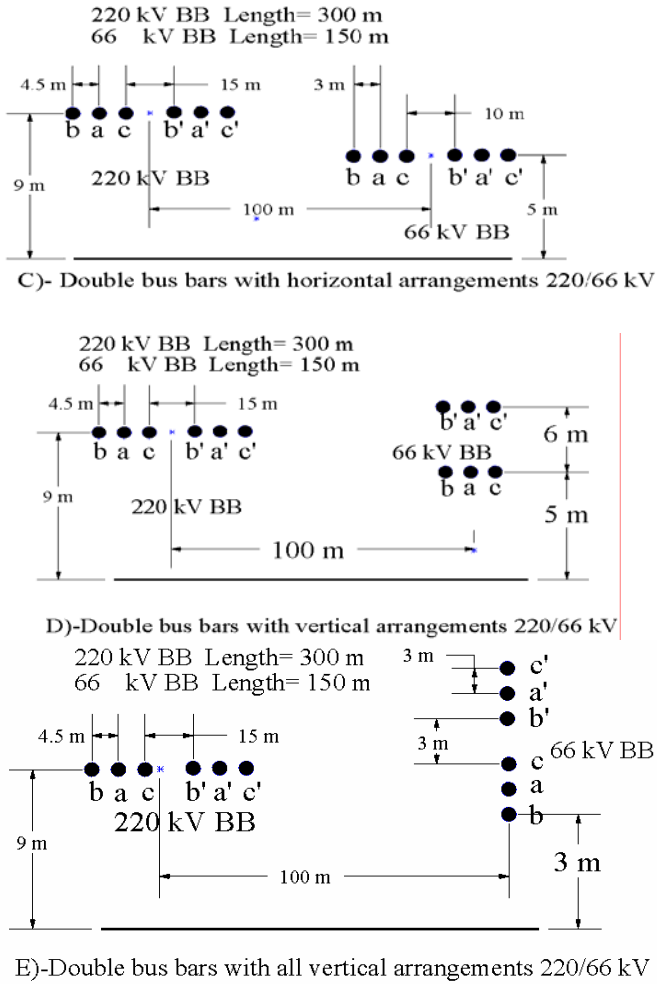 220 kV BB Length= 300 m
66 kV BB Length= 150 m
4.5 m
15 m
3 m
10 m
b a c b' a' c'
b a c b' a' c'
9 m
220 kV BB
100 m
5 m
66 kV BB
C)- Double bus bars with horizontal arrangements 220/66 kV
220 kV BB Length= 300 m
66 kV BB Length= 150 m
4.5 m
15 m
b' a' c'
6 m
b a c b' a' c'
66 kV BB
b a c
9 m
220 kV BB
5 m
100 m
D)-Double bus bars with vertical arrangements 220/66 kV
220 kV BB Length= 300 m
66 kV BB Length= 150 m
3 m
c'
a'
b'
4.5 m
15 m
3 m
c 66 kV BB
a
b
b a c b' a' c'
220 kV BB
9 m
3 m
100 m
E)-Double bus bars with all vertical arrangements 220/66 kV